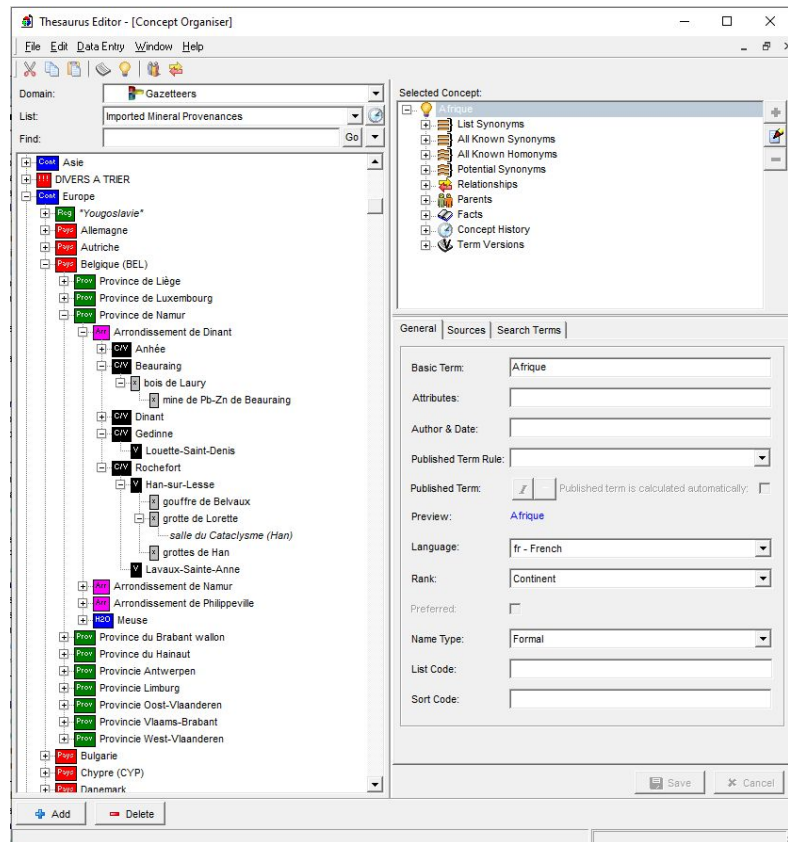 Thesaurus Editor - [Concept Organiser]
File Edit Data Entry Window Help
Domain: Gazetteers
List: Imported Mineral Provenances
Find: Go
Cont Asie
!!! DIVERS A TRIER
Cont Europe
Reg *Yougoslavie*
Pays Allemagne
Pays Autriche
Pays Belgique (BEL)
Prov Province de Liège
Prov Province de Luxembourg
Prov Province de Namur
Arr Arrondissement de Dinant
C/V Anhée
C/V Beauraing
x bois de Laury
x mine de Pb-Zn de Beauraing
C/V Dinant
C/V Gedinne
V Louette-Saint-Denis
C/V Rochefort
V Han-sur-Lesse
x gouffre de Belvaux
x grotte de Lorette
salle du Cataclysme (Han)
x grottes de Han
V Lavaux-Sainte-Anne
Arr Arrondissement de Namur
Arr Arrondissement de Philippeville
H2O Meuse
Prov Province du Brabant wallon
Prov Province du Hainaut
Prov Provincie Antwerpen
Prov Provincie Limburg
Prov Provincie Oost-Vlaanderen
Prov Provincie Vlaams-Brabant
Prov Provincie West-Vlaanderen
Pays Bulgarie
Pays Chypre (CYP)
Pays Danemark
Add Delete
Selected Concept:
Afrique
List Synonyms
All Known Synonyms
All Known Homonyms
Potential Synonyms
Relationships
Parents
Facts
Concept History
Term Versions
General Sources Search Terms
Basic Term: Afrique
Attributes:
Author & Date:
Published Term Rule:
Published Term: I Published term is calculated automatically:
Preview: Afrique
Language: fr - French
Rank: Continent
Preferred:
Name Type: Formal
List Code:
Sort Code:
Save Cancel